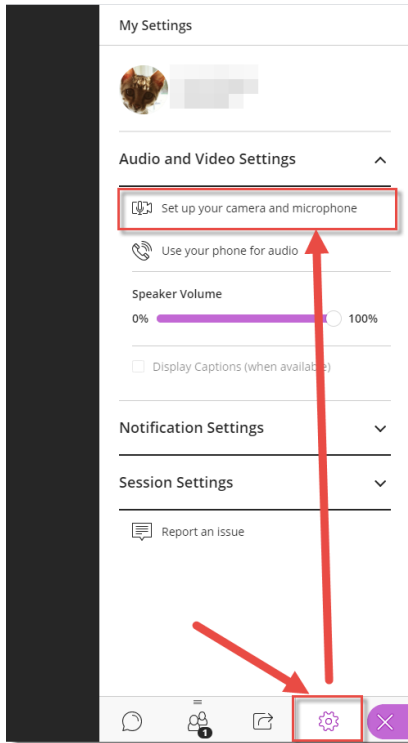 My Settings
Audio and Video Settings
Set up your camera and microphone
Use your phone for audio
Speaker Volume
0% 100%
Display Captions (when available)
Notification Settings
Session Settings
Report an issue
1